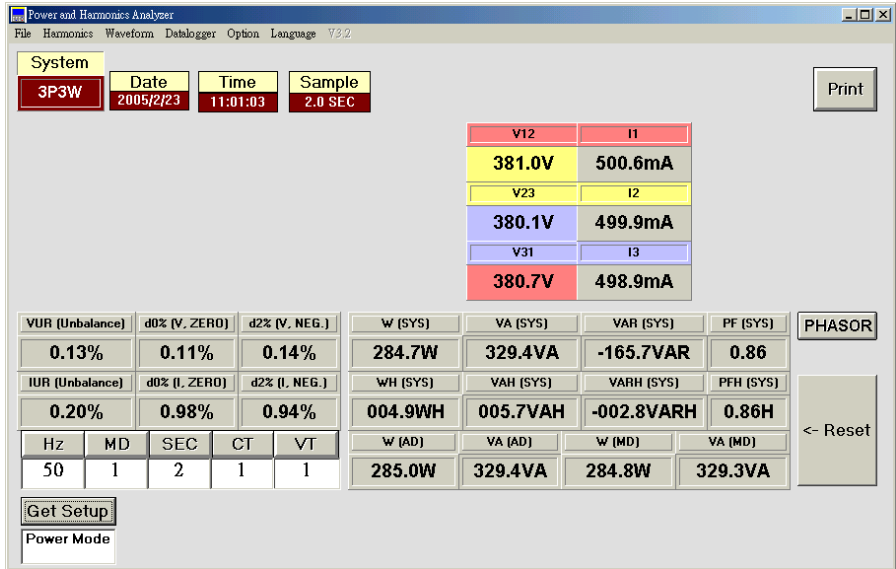 Power and Harmonics Analyzer
File Harmonics Waveform Datalogger Option Language V3.2
System
3P3W
Date
2005/2/23
Time
11:01:03
Sample
2.0 SEC
Print
V12 I1
381.0V 500.6mA
V23 I2
380.1V 499.9mA
V31 I3
380.7V 498.9mA
VUR (Unbalance) d0% (V, ZERO) d2% (V, NEG.)
0.13% 0.11% 0.14%
IUR (Unbalance) d0% (I, ZERO) d2% (I, NEG.)
0.20% 0.98% 0.94%
Hz MD SEC CT VT
50 1 2 1 1
W (SYS) VA (SYS) VAR (SYS) PF (SYS)
284.7W 329.4VA -165.7VAR 0.86
WH (SYS) VAH (SYS) VARH (SYS) PFH (SYS)
004.9WH 005.7VAH -002.8VARH 0.86H
W (AD) VA (AD) W (MD) VA (MD)
285.0W 329.4VA 284.8W 329.3VA
PHASOR
<- Reset
Get Setup
Power Mode